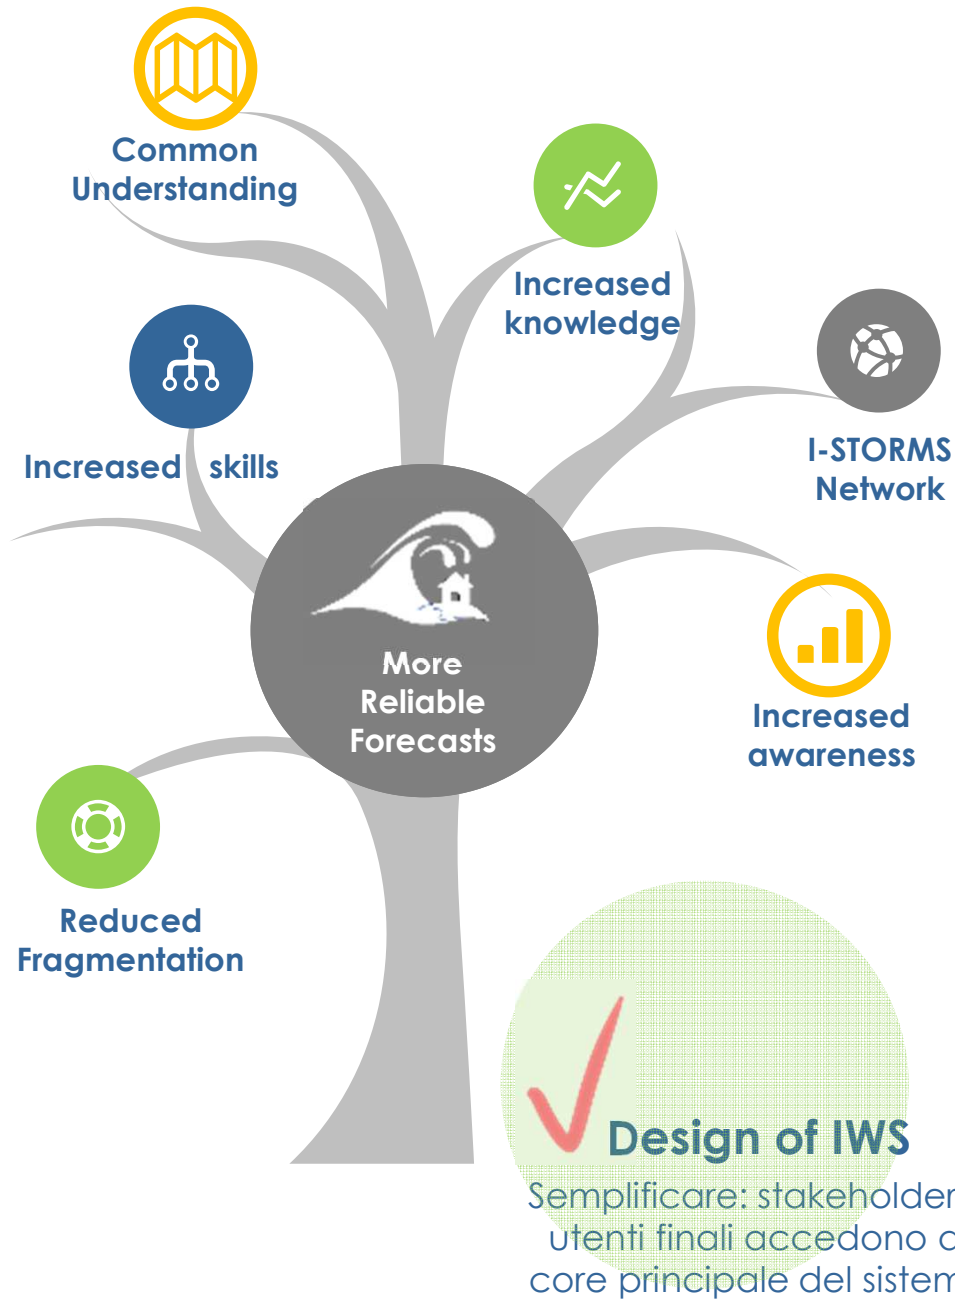 Common
Understanding
Increased
knowledge
Increased skills
I-STORMS
Network
More
Reliable
Forecasts
Increased
awareness
Reduced
Fragmentation
Design of IWS
Semplificare: stakeholder
utenti finali accedono
core principale del